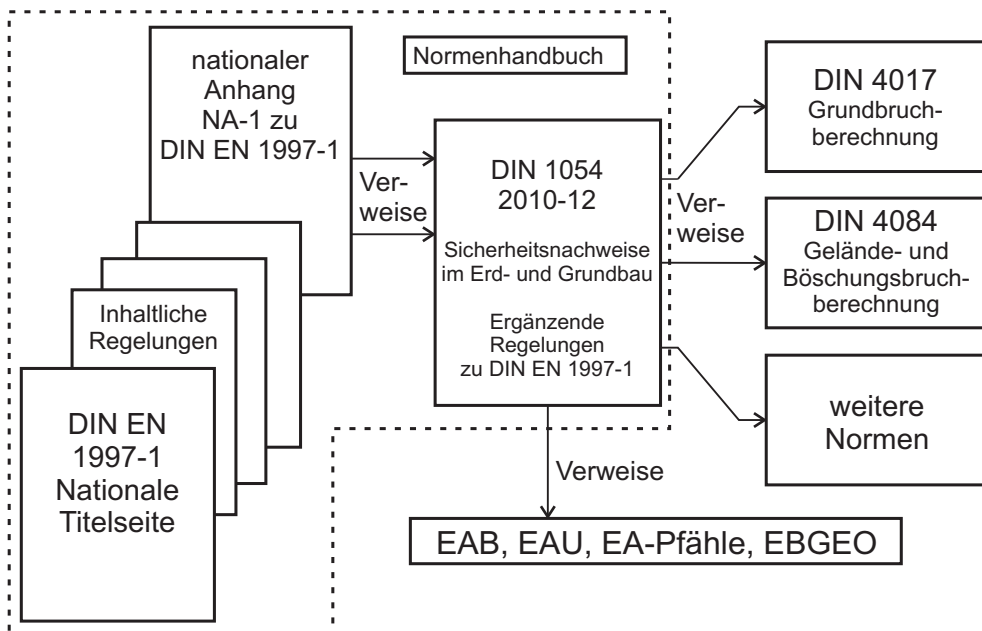 nationaler
Anhang
NA-1 zu
DIN EN 1997-1
Inhaltliche
Regelungen
DIN EN
1997-1
Nationale
Titelseite
Normenhandbuch
Ver-
weise
DIN 1054
2010-12
Sicherheitsnachweise
im Erd- und Grundbau
Ergänzende
Regelungen
zu DIN EN 1997-1
Ver-
weise
DIN 4017
Grundbruch-
berechnung
DIN 4084
Gelände- und
Böschungsbruch-
berechnung
weitere
Normen
Verweise
EAB, EAU, EA-Pfähle, EBGEO